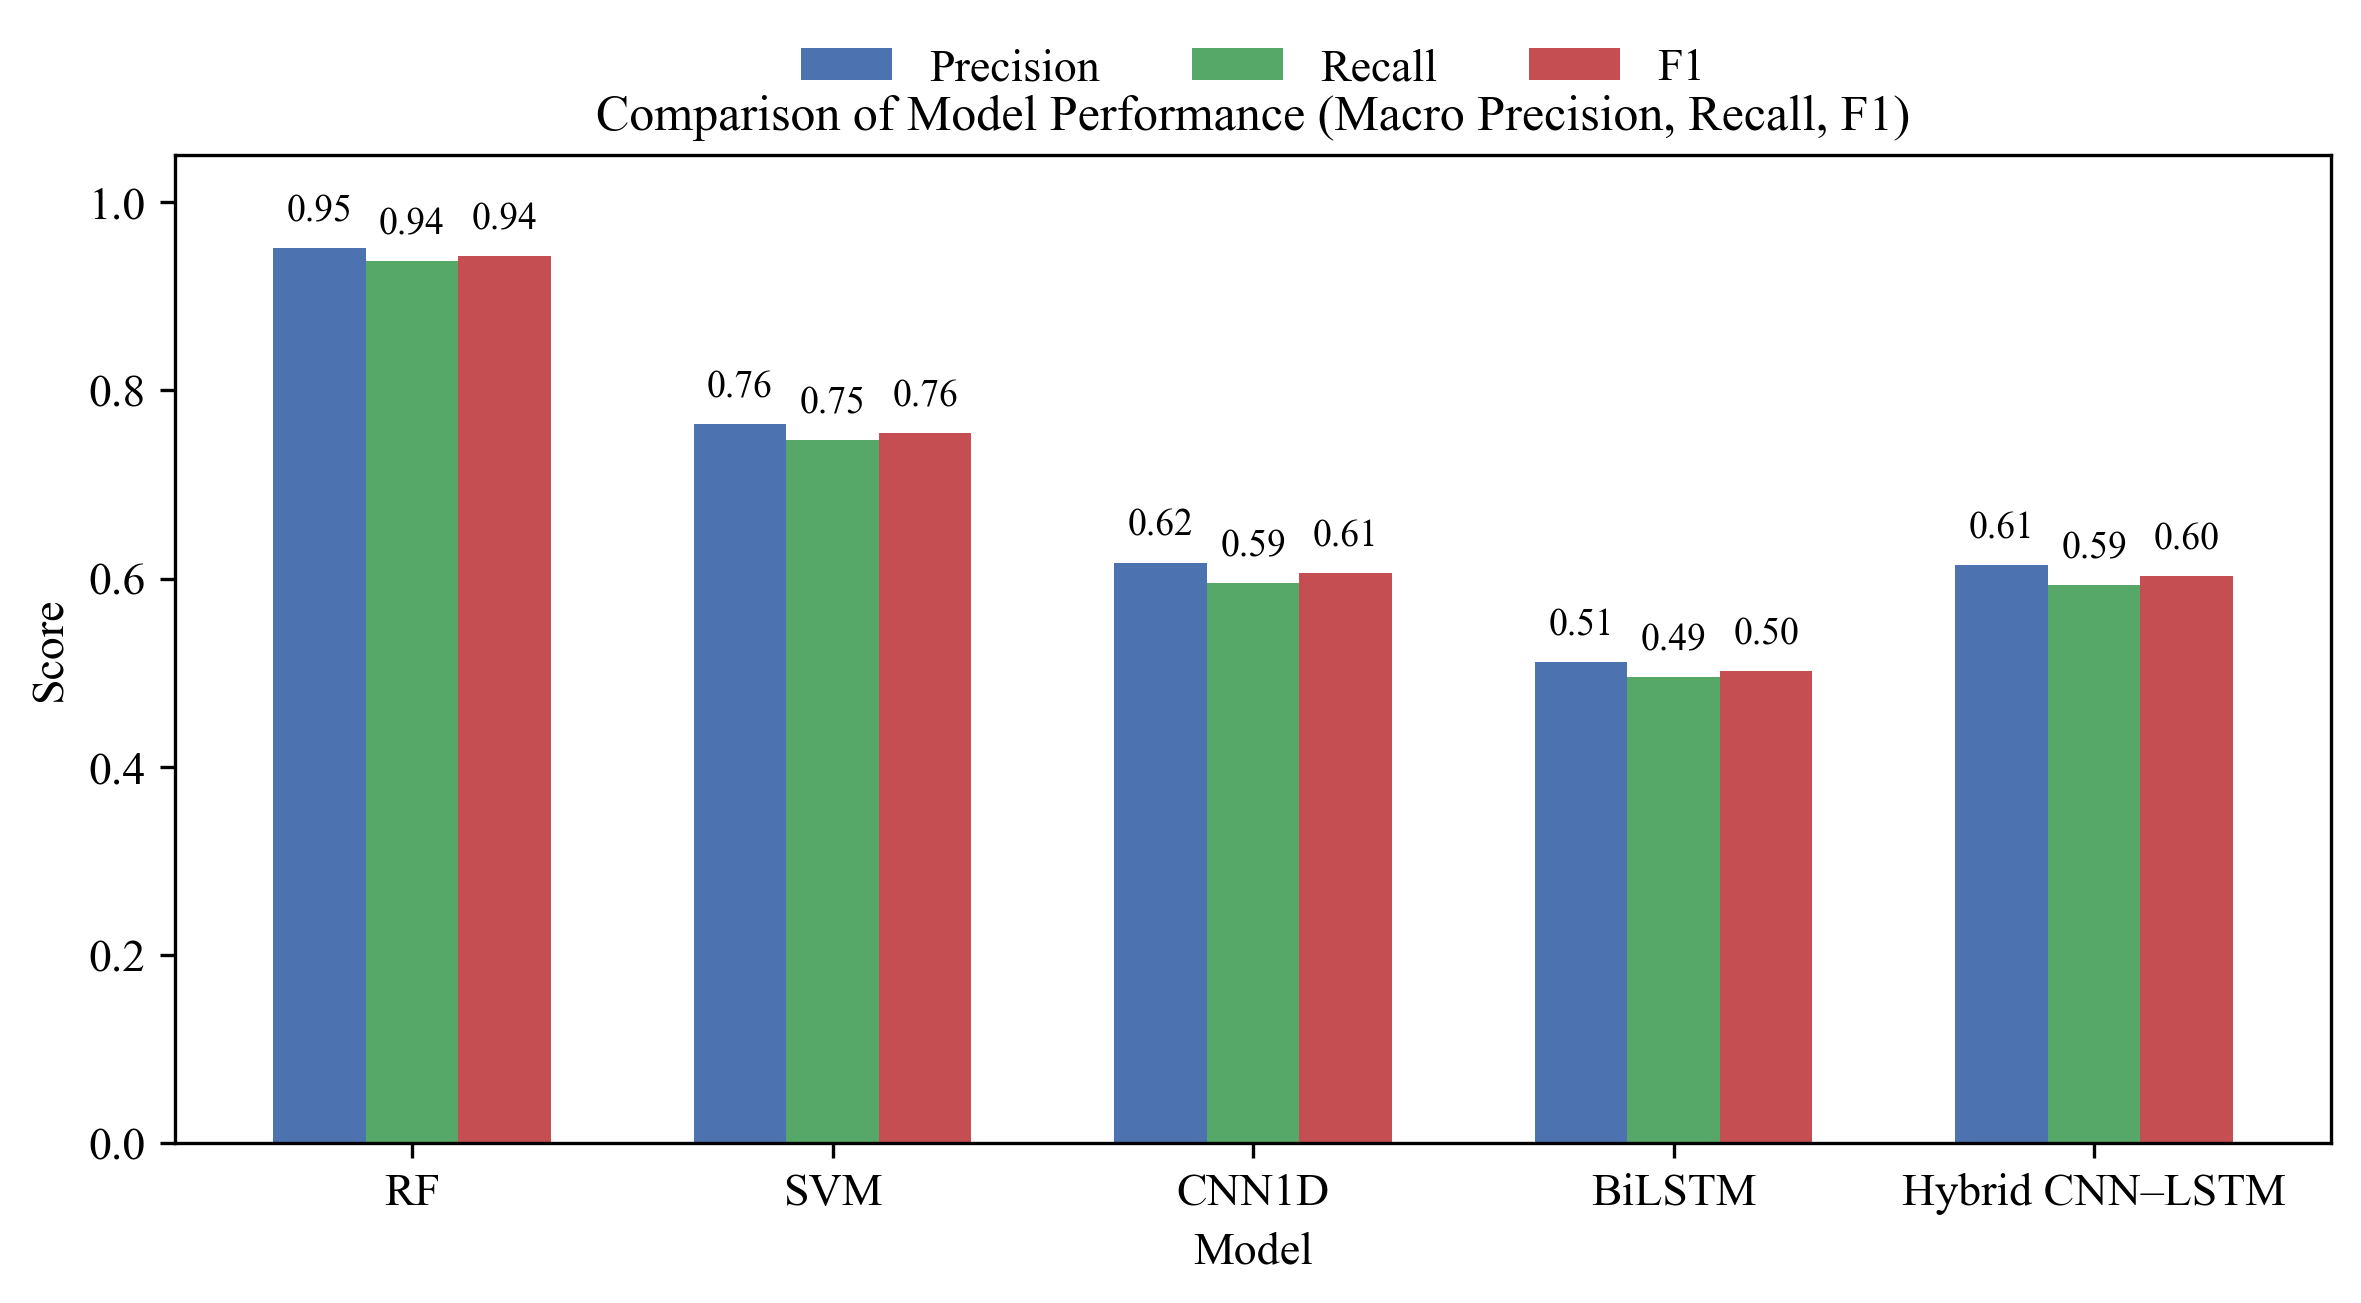 Precision Recall F1
Comparison of Model Performance (Macro Precision, Recall, F1)
1.0
0.8
0.6
0.4
0.2
0.0
Score
0.95 0.94 0.94
0.76 0.75 0.76
0.62 0.59 0.61
0.51 0.49 0.50
0.61 0.59 0.60
RF SVM CNN1D BiLSTM Hybrid CNN–LSTM
Model